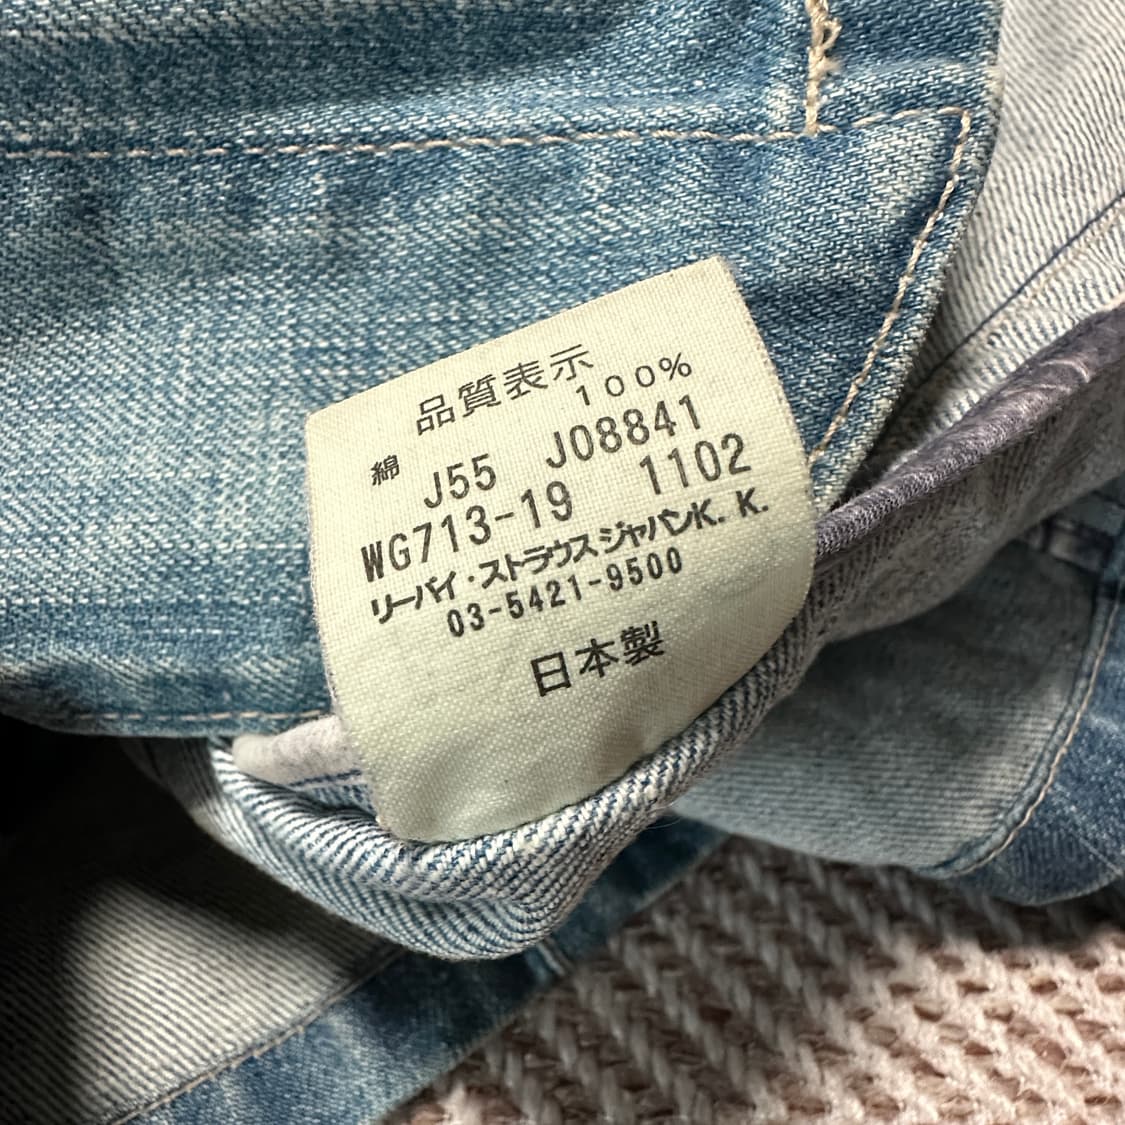 品質表示
綿 100%
J55 J08841
WG713-19 1102
リーバイ・ストラウスジャパンK.K.
03-5421-9500
日本製